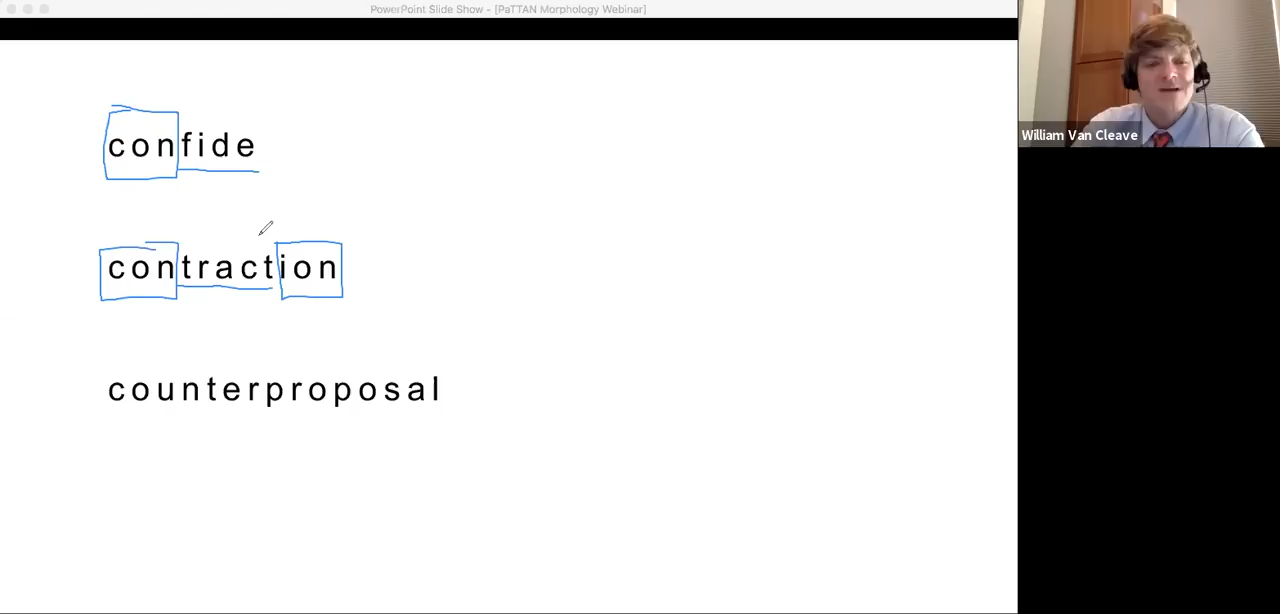 PowerPoint Slide Show - [PaTTAN Morphology Webinar]
confide
contraction
counterproposal
William Van Cleave